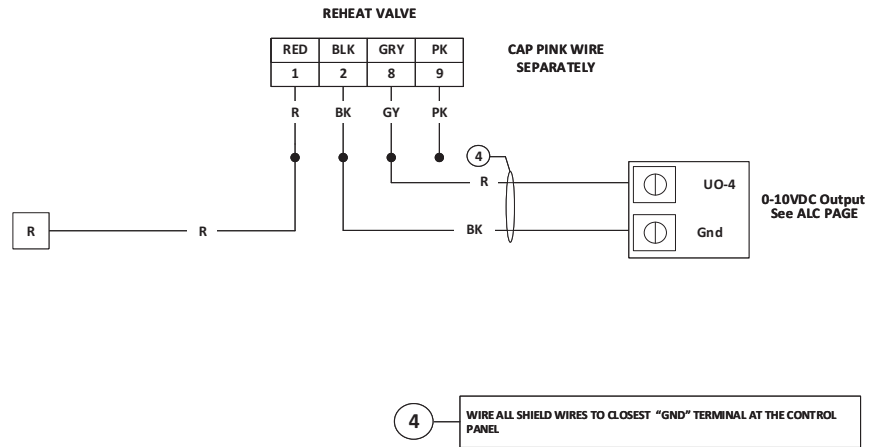 REHEAT VALVE
RED BLK GRY PK
1 2 8 9
CAP PINK WIRE
SEPARATELY
R BK GY PK
4
R
UO-4
0-10VDC Output
See ALC PAGE
R
R
BK
Gnd
4
WIRE ALL SHIELD WIRES TO CLOSEST "GND" TERMINAL AT THE CONTROL
PANEL